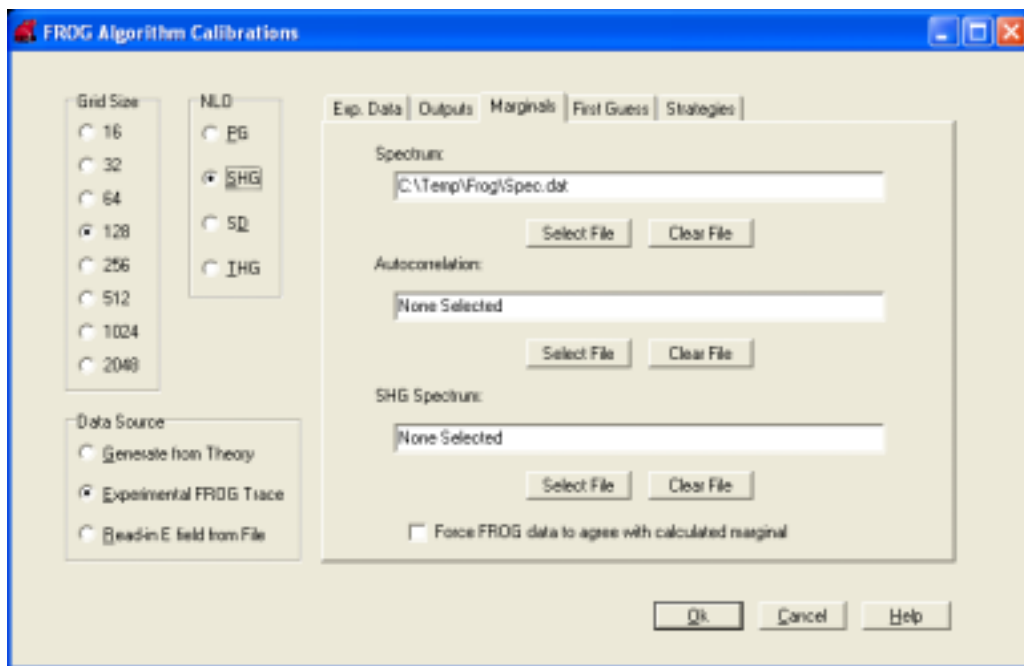 FROG Algorithm Calibrations
Grid Size
16
32
64
128
256
512
1024
2048
NLO
PG
SHG
SD
THG
Data Source
Generate from Theory
Experimental FROG Trace
Read-in E field from File
Exp. Data
Outputs
Marginals
First Guess
Strategies
Spectrum:
C:\Temp\Frog\Spec.dat
Select File
Clear File
Autocorrelation:
None Selected
Select File
Clear File
SHG Spectrum:
None Selected
Select File
Clear File
Force FROG data to agree with calculated marginal
Ok
Cancel
Help